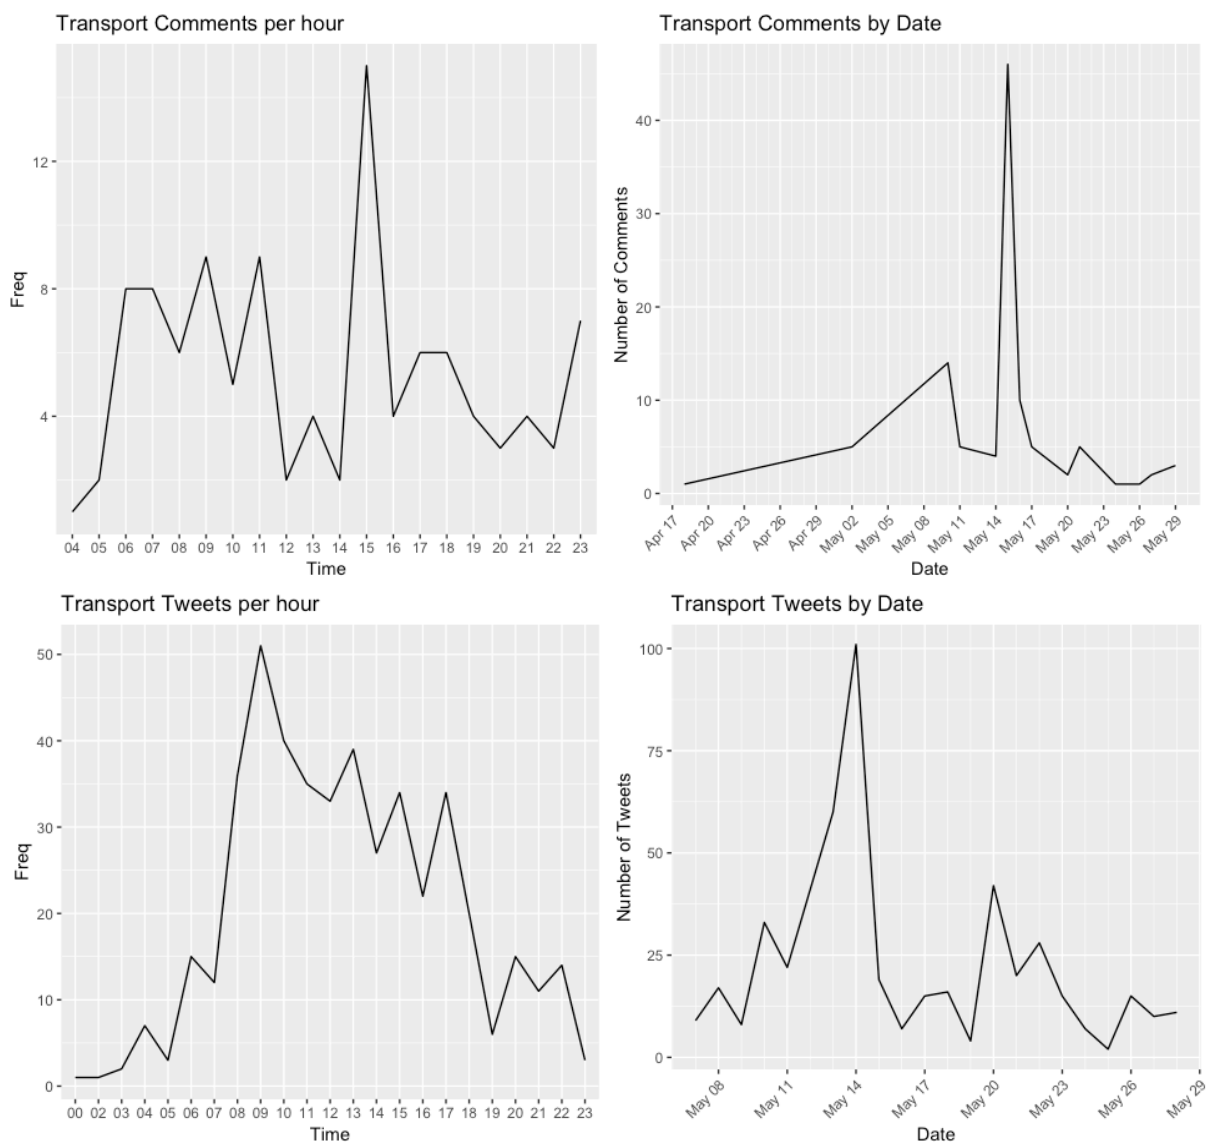 Transport Comments per hour
Freq
12
8
4
04 05 06 07 08 09 10 11 12 13 14 15 16 17 18 19 20 21 22 23
Time
Transport Comments by Date
Number of Comments
40
30
20
10
0
Apr 17 Apr 20 Apr 23 Apr 26 Apr 29 May 02 May 05 May 08 May 11 May 14 May 17 May 20 May 23 May 26 May 29
Date
Transport Tweets per hour
Freq
50
40
30
20
10
0
00 02 03 04 05 06 07 08 09 10 11 12 13 14 15 16 17 18 19 20 21 22 23
Time
Transport Tweets by Date
Number of Tweets
100
75
50
25
0
May 08 May 11 May 14 May 17 May 20 May 23 May 26 May 29
Date